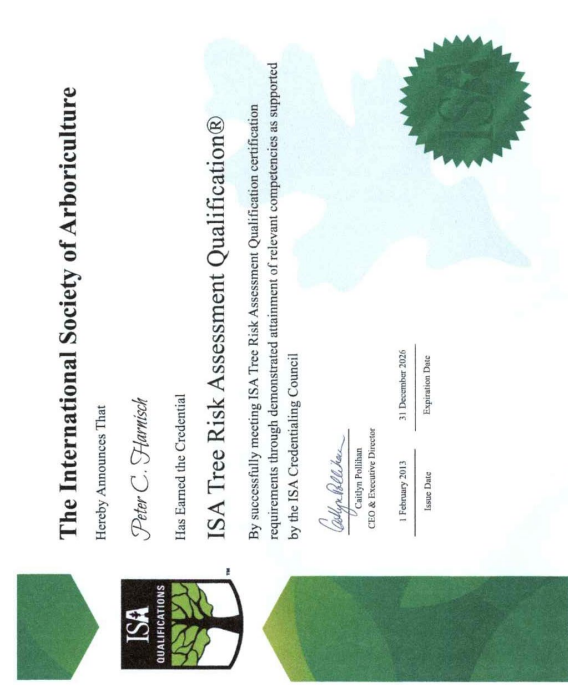 The International Society of Arboriculture
Hereby Announces That
Peter C. Harnisch
Has Earned the Credential
ISA Tree Risk Assessment Qualification®
By successfully meeting ISA Tree Risk Assessment Qualification certification
requirements through demonstrated attainment of relevant competencies as supported
by the ISA Credentialing Council
Caitlyn Pollihan
Caitlyn Pollihan
CEO & Executive Director
1 February 2013
Issue Date
31 December 2026
Expiration Date
ISA
QUALIFICATIONS
™
ISA